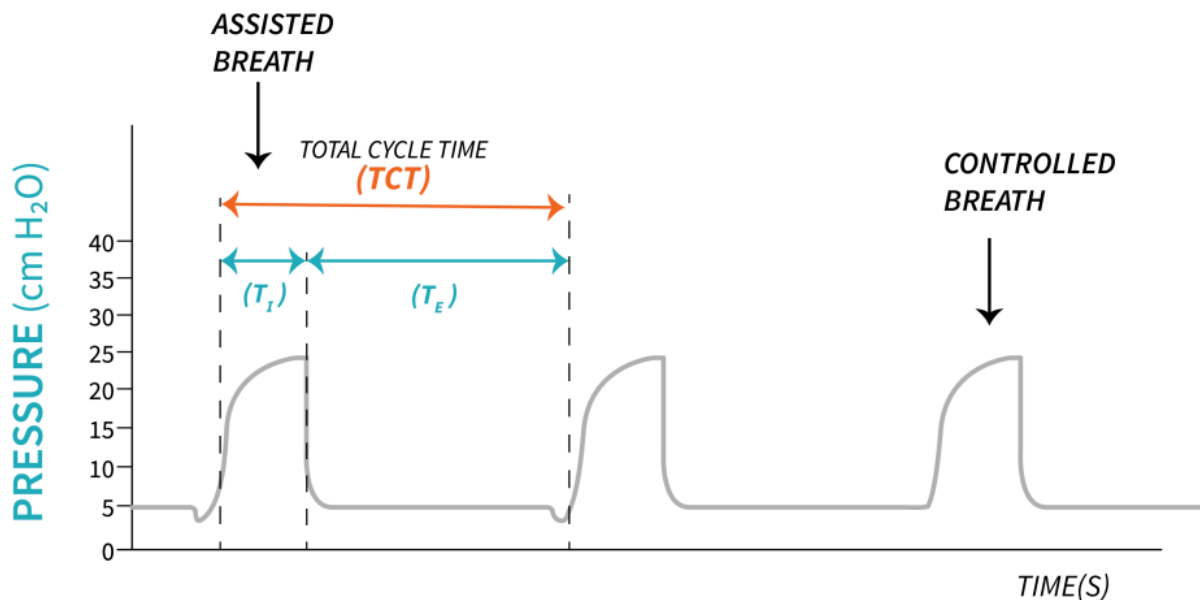 ASSISTED
BREATH
TOTAL CYCLE TIME
(TCT)
CONTROLLED
BREATH
PRESSURE (cm H₂O)
40
35
30
25
20
15
10
5
0
(T_I)
(T_E)
TIME(S)